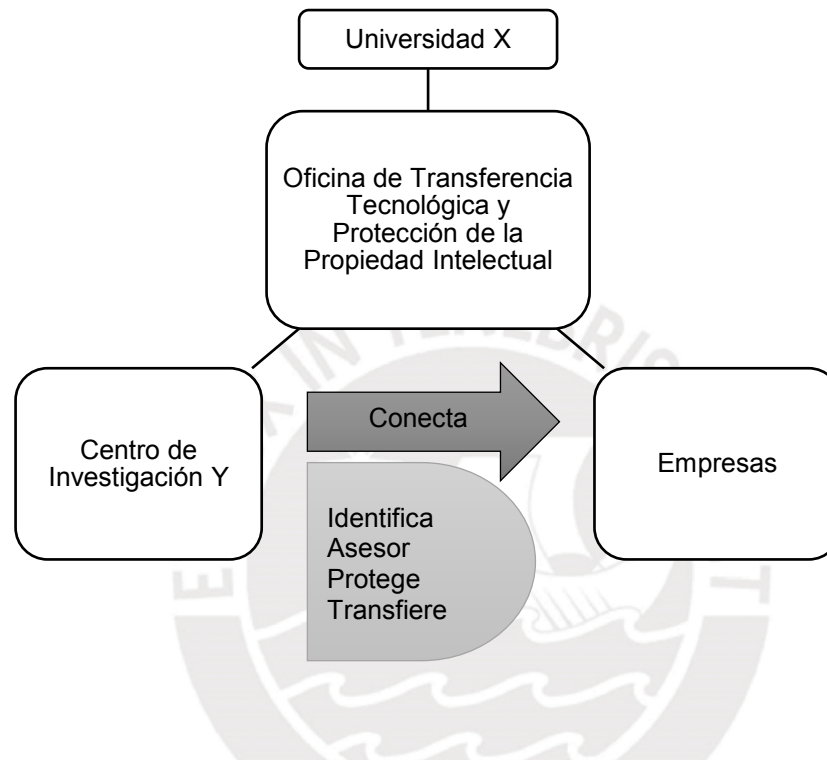 Universidad X
Oficina de Transferencia
Tecnológica y
Protección de la
Propiedad Intelectual
Conecta
Centro de
Investigación Y
Empresas
Identifica
Asesor
Protege
Transfiere